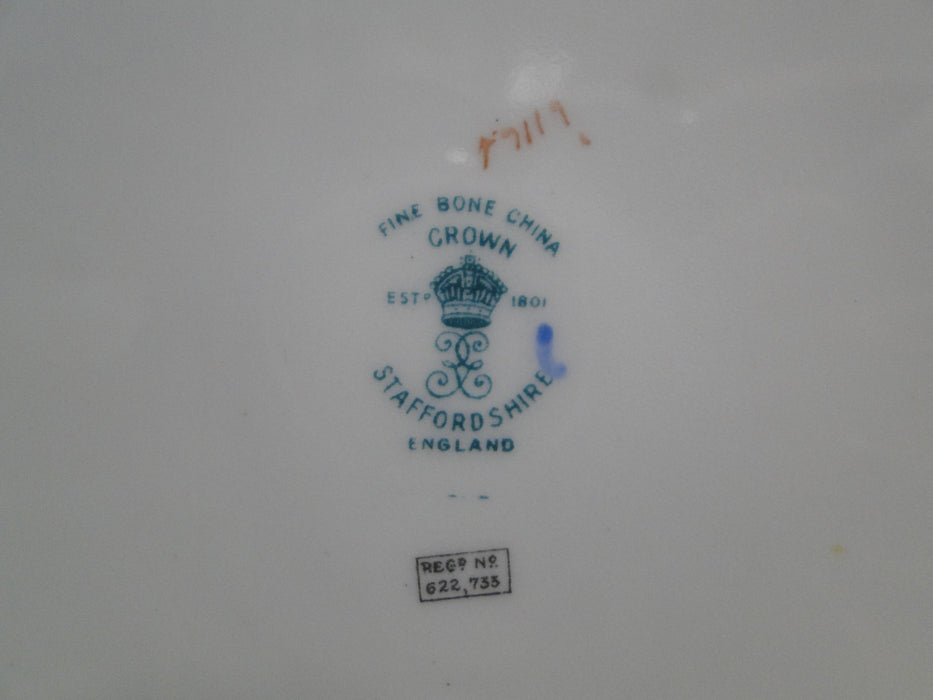 FINE BONE CHINA
CROWN
ESTD 1801
STAFFORDSHIRE
ENGLAND
REGD No.
622,733